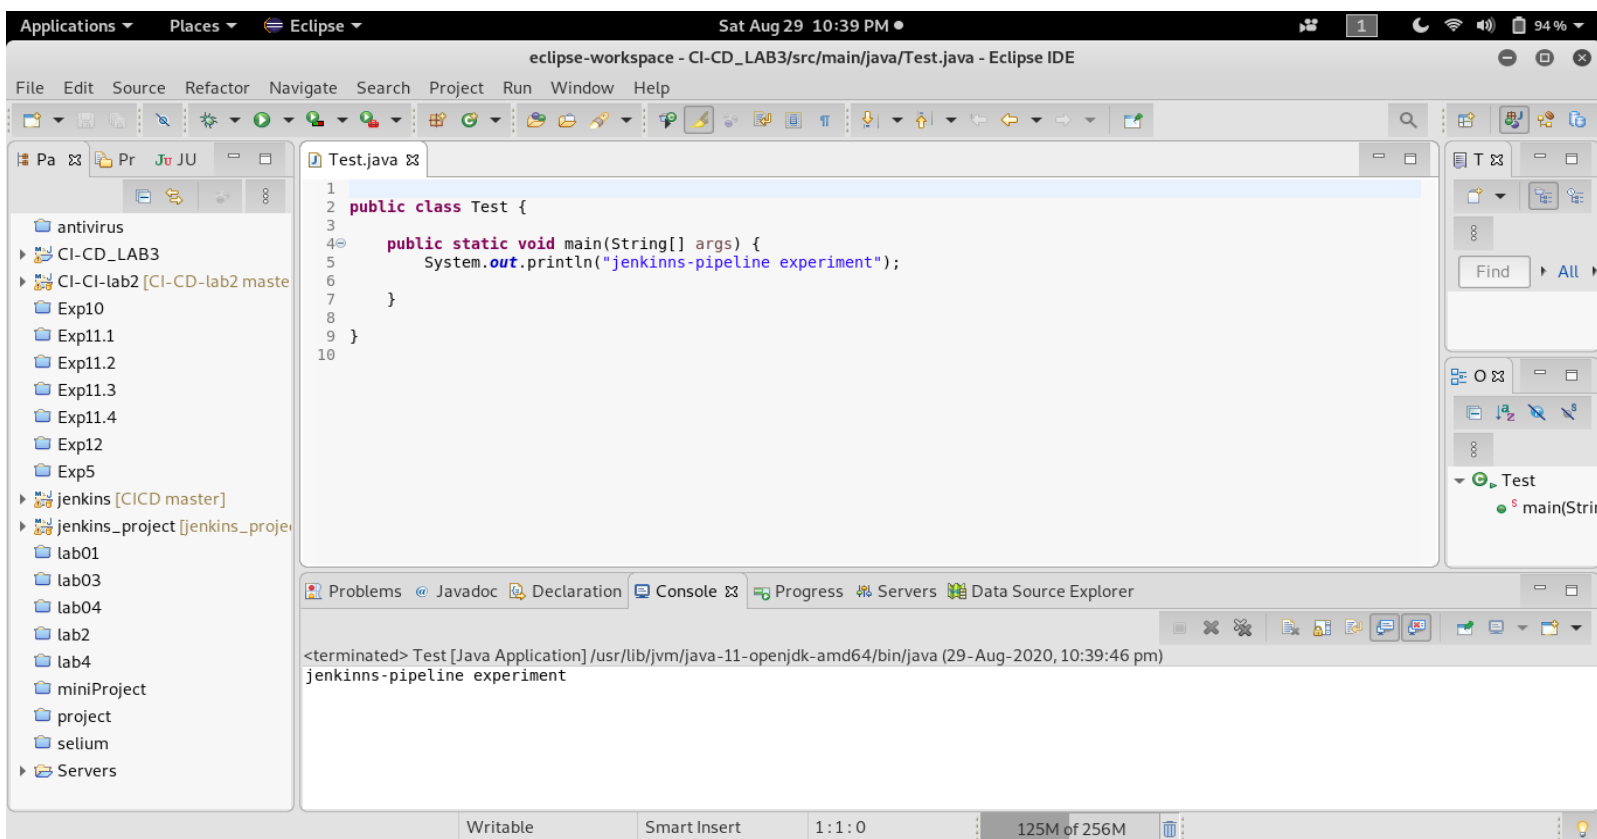 Applications Places Eclipse Sat Aug 29 10:39 PM 1 94%
eclipse-workspace - CI-CD_LAB3/src/main/java/Test.java - Eclipse IDE
File Edit Source Refactor Navigate Search Project Run Window Help
Pa Pr JU
antivirus
CI-CD_LAB3
CI-CI-lab2 [CI-CD-lab2 maste
Exp10
Exp11.1
Exp11.2
Exp11.3
Exp11.4
Exp12
Exp5
jenkins [CICD master]
jenkins_project [jenkins_proje
lab01
lab03
lab04
lab2
lab4
miniProject
project
selium
Servers
Test.java
1
2 public class Test {
3
4 public static void main(String[] args) {
5 System.out.println("jenkinns-pipeline experiment");
6
7 }
8
9 }
10
T
Find All
O
Test
main(Stri
Problems Javadoc Declaration Console Progress Servers Data Source Explorer
<terminated> Test [Java Application] /usr/lib/jvm/java-11-openjdk-amd64/bin/java (29-Aug-2020, 10:39:46 pm)
jenkinns-pipeline experiment
Writable Smart Insert 1:1:0 125M of 256M